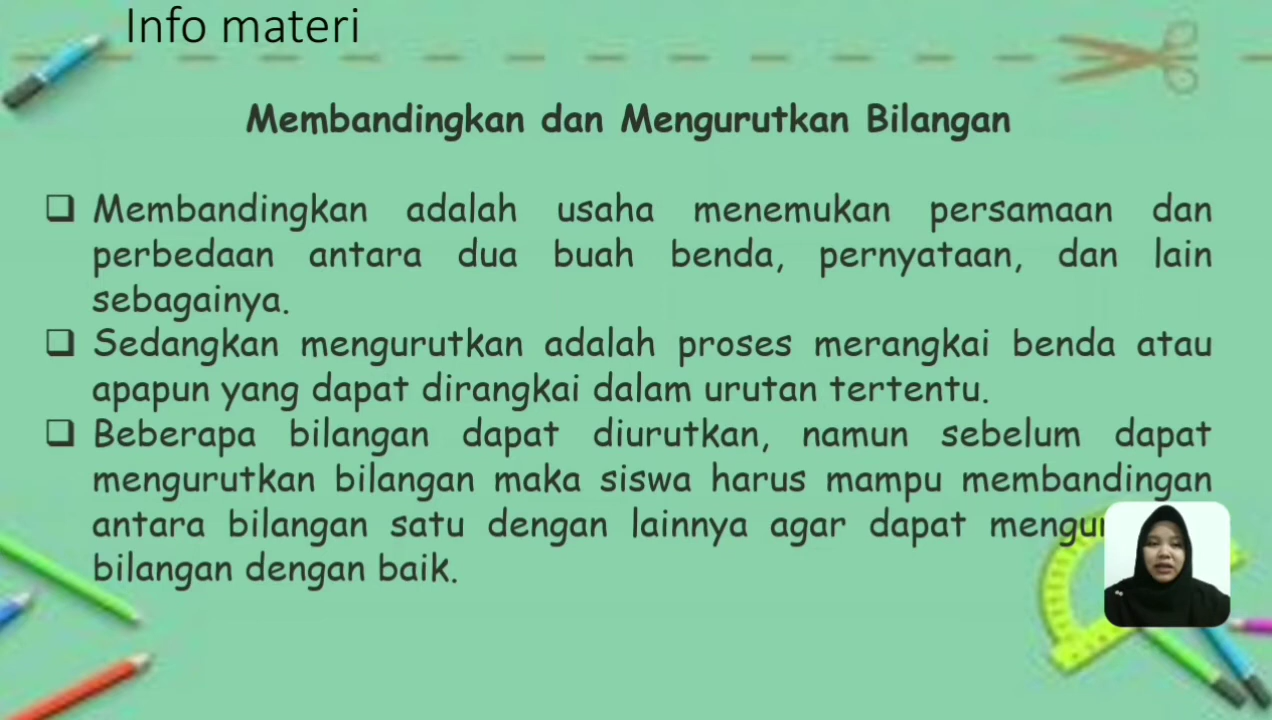 Info materi
Membandingkan dan Mengurutkan Bilangan
❑ Membandingkan adalah usaha menemukan persamaan dan
perbedaan antara dua buah benda, pernyataan, dan lain
sebagainya.
❑ Sedangkan mengurutkan adalah proses merangkai benda atau
apapun yang dapat dirangkai dalam urutan tertentu.
❑ Beberapa bilangan dapat diurutkan, namun sebelum dapat
mengurutkan bilangan maka siswa harus mampu membandingan
antara bilangan satu dengan lainnya agar dapat
bilangan dengan baik.